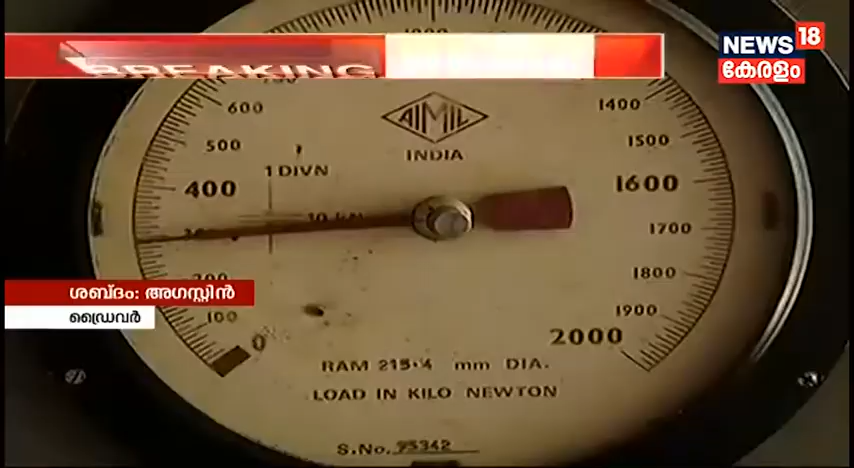 BREAKING
NEWS 18
കേരളം
600
500
400
200
100
0
1400
1500
1600
1700
1800
1900
2000
AIMIL
INDIA
1 DIVN
RAM 215·4 mm DIA.
LOAD IN KILO NEWTON
S.No. 95342
ശബ്ദം: അഗസ്റ്റിൻ
ഡ്രൈവർ